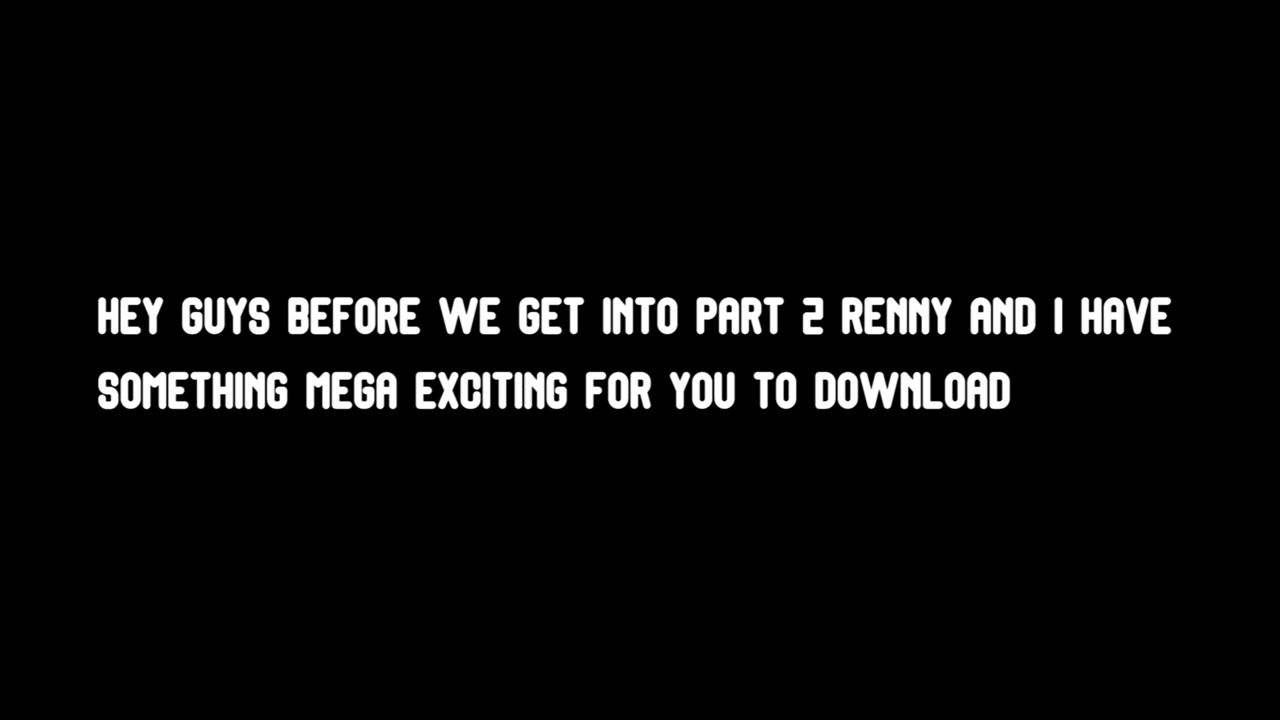 HEY GUYS BEFORE WE GET INTO PART 2 RENNY AND I HAVE
SOMETHING MEGA EXCITING FOR YOU TO DOWNLOAD